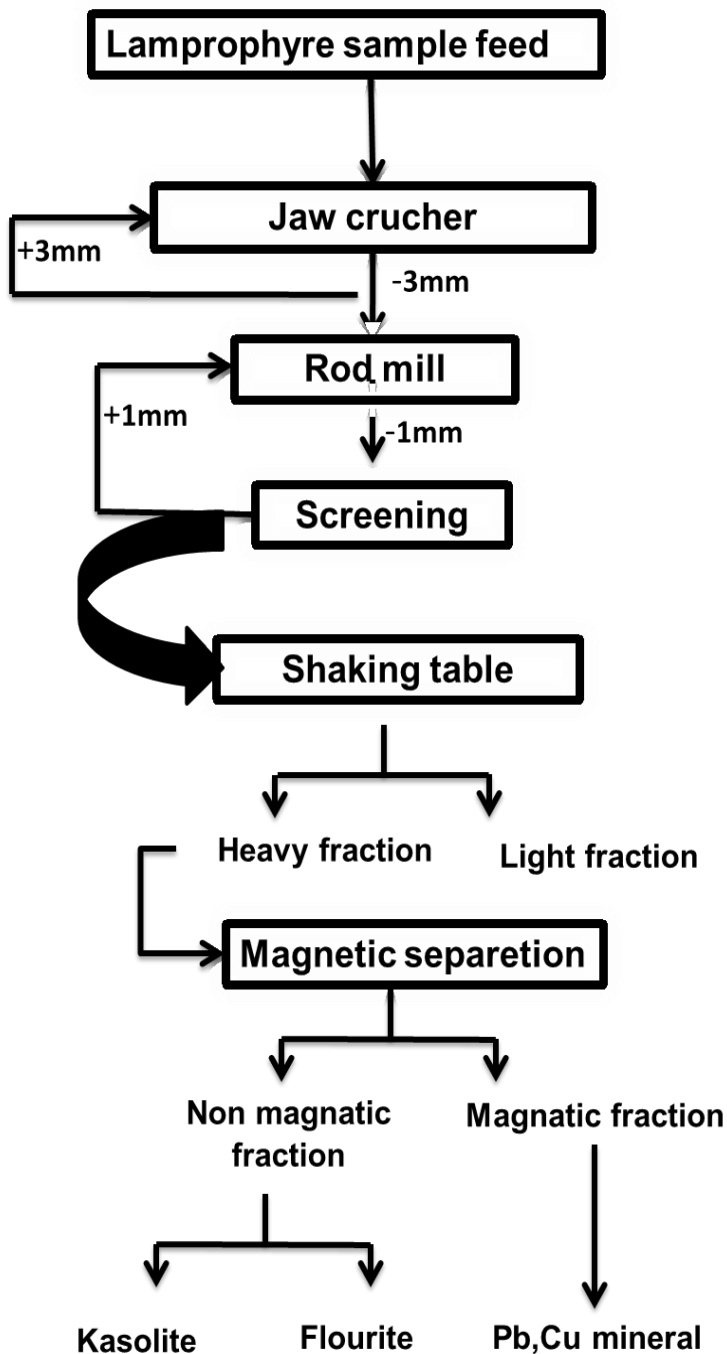 Lamprophyre sample feed
Jaw crucher
+3mm
-3mm
Rod mill
+1mm
-1mm
Screening
Shaking table
Heavy fraction
Light fraction
Magnetic separetion
Non magnatic
fraction
Magnatic fraction
Kasolite
Flourite
Pb,Cu mineral